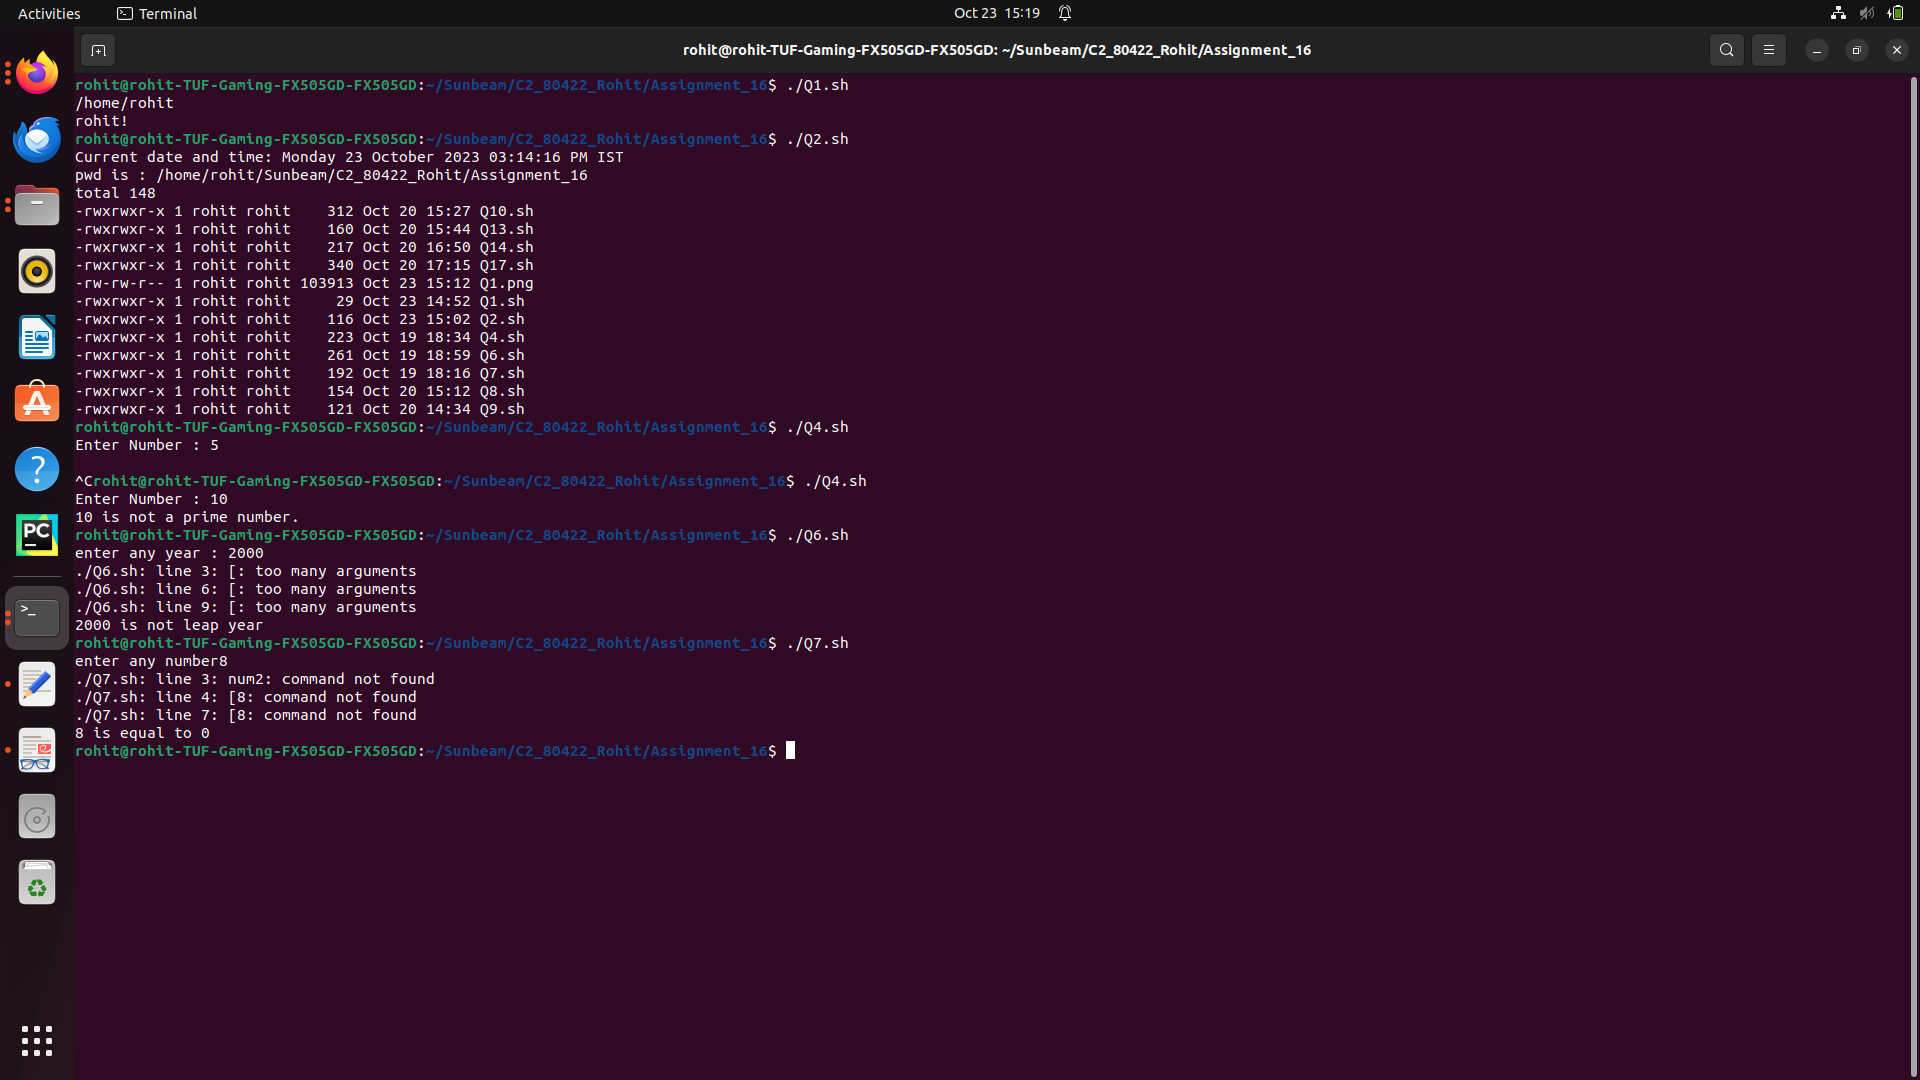 Activities
Terminal
Oct 23 15:19
rohit@rohit-TUF-Gaming-FX505GD-FX505GD: ~/Sunbeam/C2_80422_Rohit/Assignment_16
rohit@rohit-TUF-Gaming-FX505GD-FX505GD:~/Sunbeam/C2_80422_Rohit/Assignment_16$ ./Q1.sh
/home/rohit
rohit!
rohit@rohit-TUF-Gaming-FX505GD-FX505GD:~/Sunbeam/C2_80422_Rohit/Assignment_16$ ./Q2.sh
Current date and time: Monday 23 October 2023 03:14:16 PM IST
pwd is : /home/rohit/Sunbeam/C2_80422_Rohit/Assignment_16
total 148
-rwxrwxr-x 1 rohit rohit    312 Oct 20 15:27 Q10.sh
-rwxrwxr-x 1 rohit rohit    160 Oct 20 15:44 Q13.sh
-rwxrwxr-x 1 rohit rohit    217 Oct 20 16:50 Q14.sh
-rwxrwxr-x 1 rohit rohit    340 Oct 20 17:15 Q17.sh
-rw-rw-r-- 1 rohit rohit 103913 Oct 23 15:12 Q1.png
-rwxrwxr-x 1 rohit rohit     29 Oct 23 14:52 Q1.sh
-rwxrwxr-x 1 rohit rohit    116 Oct 23 15:02 Q2.sh
-rwxrwxr-x 1 rohit rohit    223 Oct 19 18:34 Q4.sh
-rwxrwxr-x 1 rohit rohit    261 Oct 19 18:59 Q6.sh
-rwxrwxr-x 1 rohit rohit    192 Oct 19 18:16 Q7.sh
-rwxrwxr-x 1 rohit rohit    154 Oct 20 15:12 Q8.sh
-rwxrwxr-x 1 rohit rohit    121 Oct 20 14:34 Q9.sh
rohit@rohit-TUF-Gaming-FX505GD-FX505GD:~/Sunbeam/C2_80422_Rohit/Assignment_16$ ./Q4.sh
Enter Number : 5
^Crohit@rohit-TUF-Gaming-FX505GD-FX505GD:~/Sunbeam/C2_80422_Rohit/Assignment_16$ ./Q4.sh
Enter Number : 10
10 is not a prime number.
rohit@rohit-TUF-Gaming-FX505GD-FX505GD:~/Sunbeam/C2_80422_Rohit/Assignment_16$ ./Q6.sh
enter any year : 2000
./Q6.sh: line 3: [: too many arguments
./Q6.sh: line 6: [: too many arguments
./Q6.sh: line 9: [: too many arguments
2000 is not leap year
rohit@rohit-TUF-Gaming-FX505GD-FX505GD:~/Sunbeam/C2_80422_Rohit/Assignment_16$ ./Q7.sh
enter any number8
./Q7.sh: line 3: num2: command not found
./Q7.sh: line 4: [8: command not found
./Q7.sh: line 7: [8: command not found
8 is equal to 0
rohit@rohit-TUF-Gaming-FX505GD-FX505GD:~/Sunbeam/C2_80422_Rohit/Assignment_16$
PC